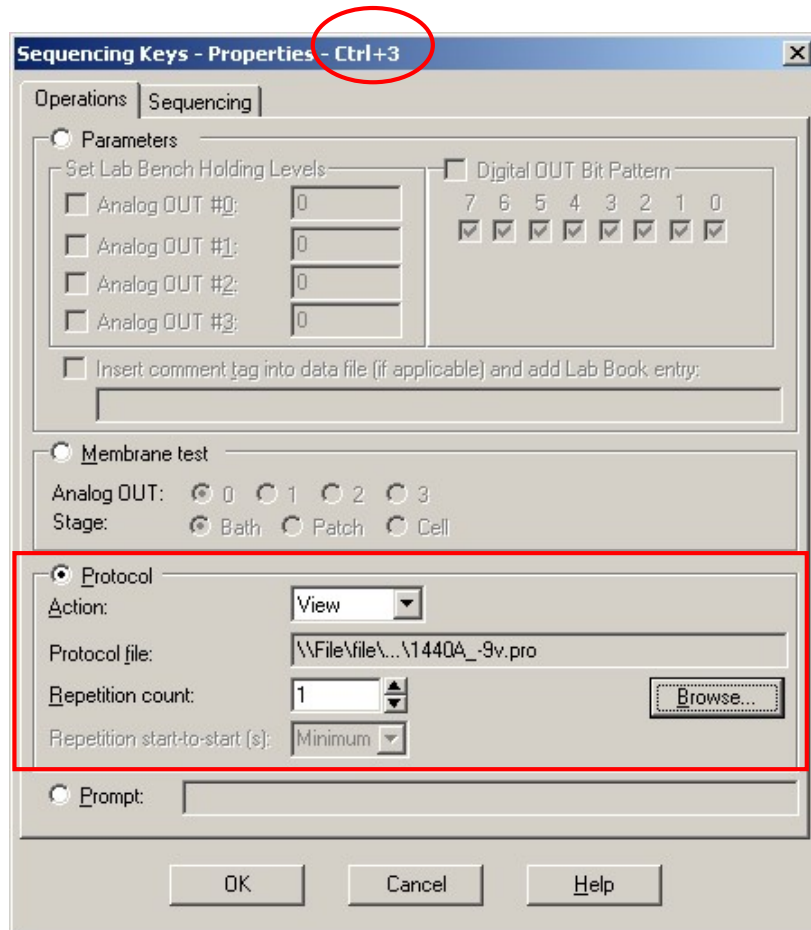 Sequencing Keys - Properties - Ctrl+3
Operations Sequencing
Parameters
Set Lab Bench Holding Levels Digital OUT Bit Pattern
Analog OUT #0: 0 7 6 5 4 3 2 1 0
Analog OUT #1: 0
Analog OUT #2: 0
Analog OUT #3: 0
Insert comment tag into data file (if applicable) and add Lab Book entry:
Membrane test
Analog OUT: 0 1 2 3
Stage: Bath Patch Cell
Protocol
Action: View
Protocol file: \\File\file\...\1440A_-9v.pro
Repetition count: 1 Browse...
Repetition start-to-start (s): Minimum
Prompt:
OK Cancel Help